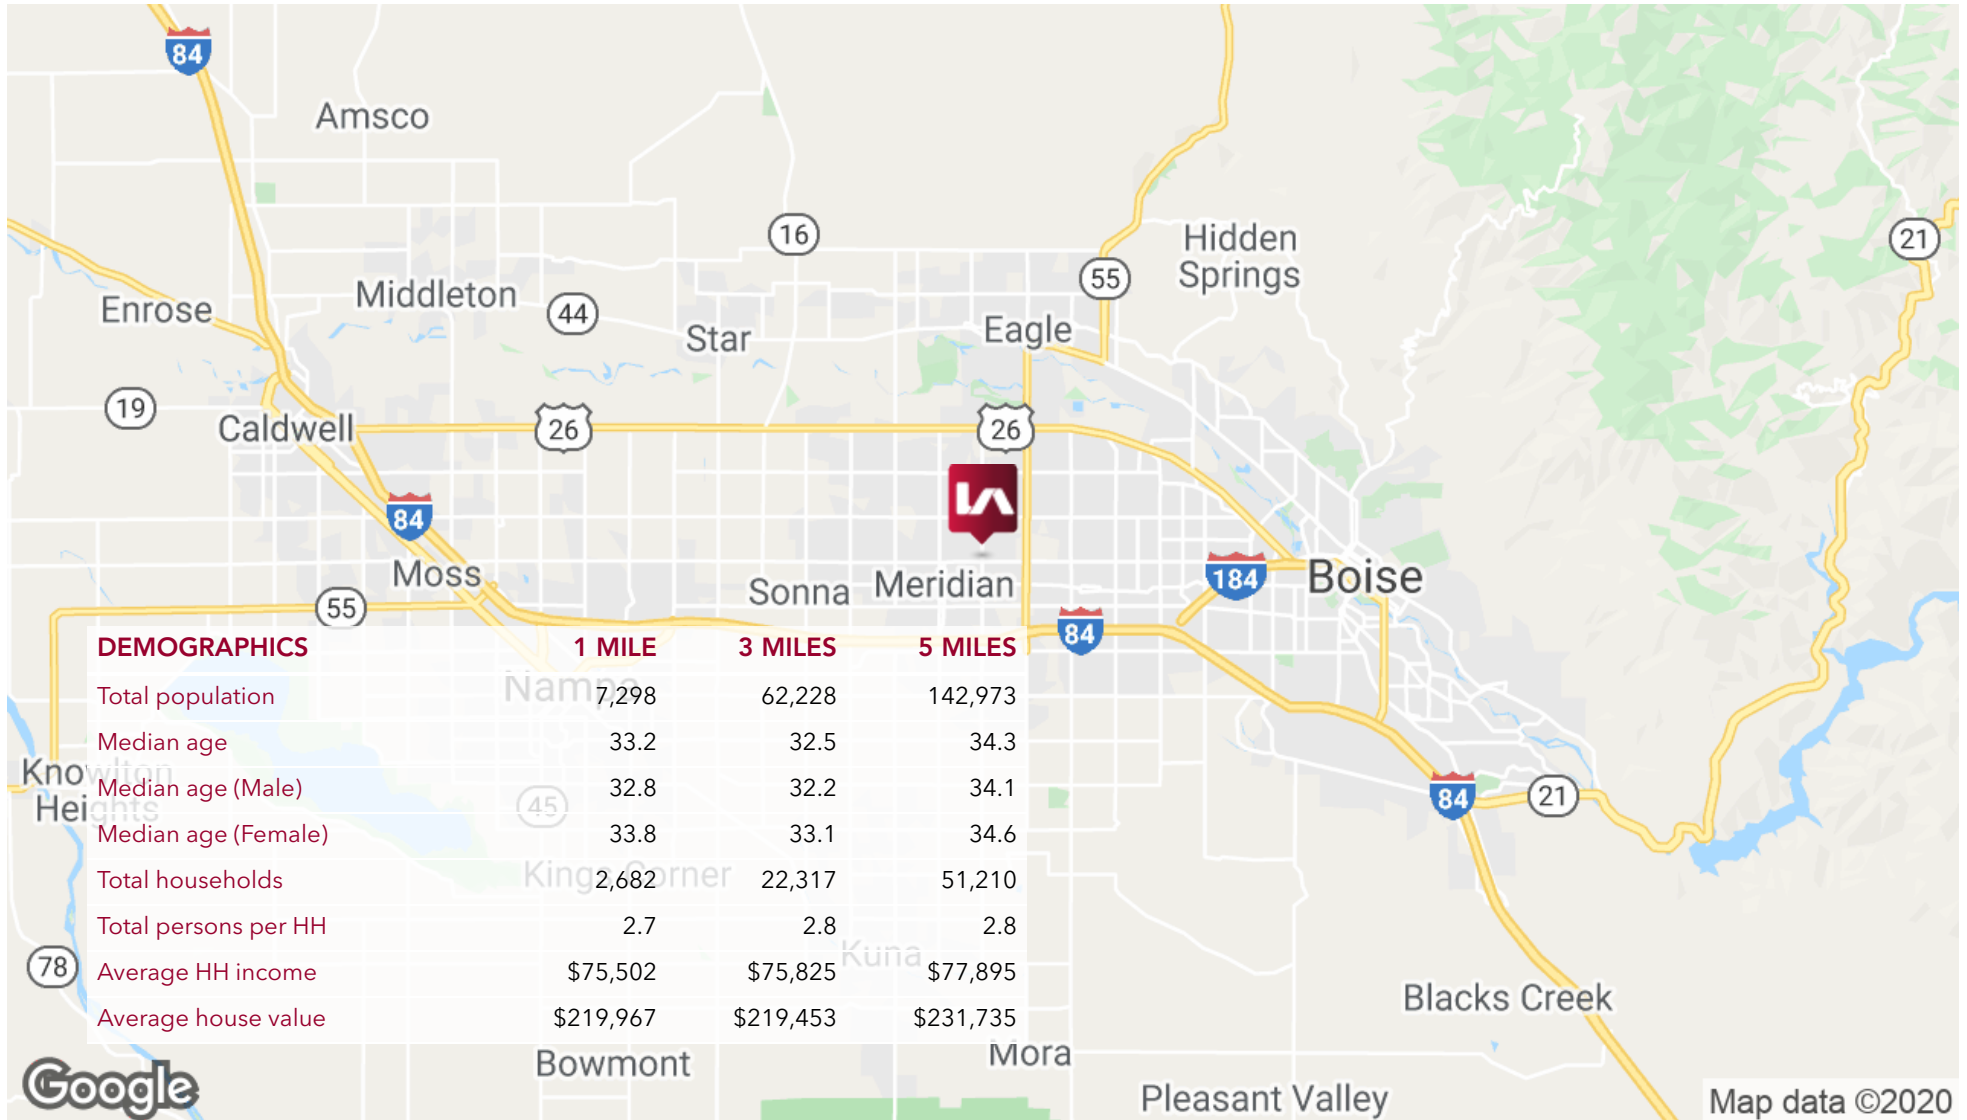 84
Amsco
16
Hidden
Springs
21
55
Enrose
Middleton
44
Star
Eagle
19
Caldwell
26
26
84
Moss
Sonna
Meridian
184
Boise
55
84
DEMOGRAPHICS 1 MILE 3 MILES 5 MILES
Nampa
Total population 7,298 62,228 142,973
Median age 33.2 32.5 34.3
Knowlton
Heights
Median age (Male) 32.8 32.2 34.1
45
84
21
Median age (Female) 33.8 33.1 34.6
Kings Corner
Total households 2,682 22,317 51,210
Total persons per HH 2.7 2.8 2.8
Kuna
78
Average HH income $75,502 $75,825 $77,895
Blacks Creek
Average house value $219,967 $219,453 $231,735
Bowmont
Mora
Google
Pleasant Valley
Map data ©2020